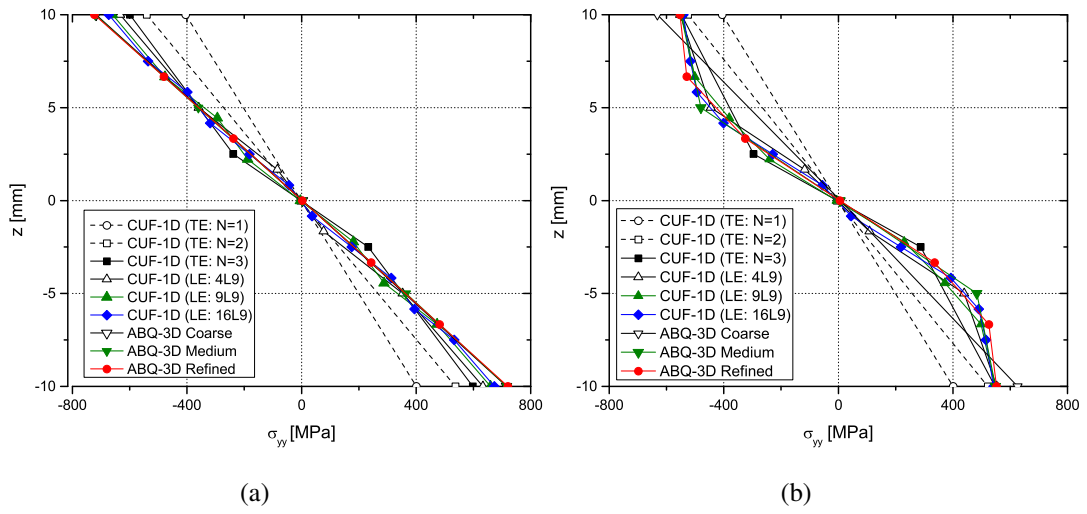 10
5
0
-5
-10
z [mm]
-800
-400
0
400
800
σyy [MPa]
CUF-1D (TE: N=1)
CUF-1D (TE: N=2)
CUF-1D (TE: N=3)
CUF-1D (LE: 4L9)
CUF-1D (LE: 9L9)
CUF-1D (LE: 16L9)
ABQ-3D Coarse
ABQ-3D Medium
ABQ-3D Refined
(a)
10
5
0
-5
-10
z [mm]
-800
-400
0
400
800
σyy [MPa]
CUF-1D (TE: N=1)
CUF-1D (TE: N=2)
CUF-1D (TE: N=3)
CUF-1D (LE: 4L9)
CUF-1D (LE: 9L9)
CUF-1D (LE: 16L9)
ABQ-3D Coarse
ABQ-3D Medium
ABQ-3D Refined
(b)